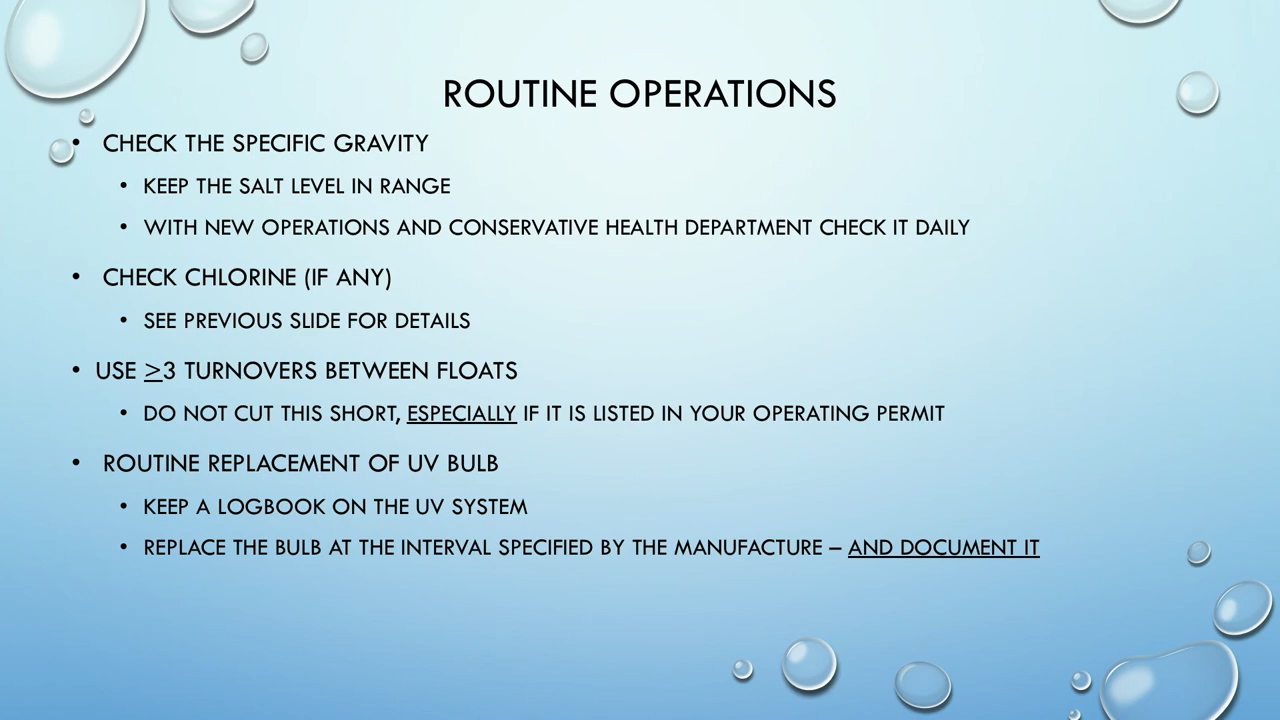 ROUTINE OPERATIONS
• CHECK THE SPECIFIC GRAVITY
• KEEP THE SALT LEVEL IN RANGE
• WITH NEW OPERATIONS AND CONSERVATIVE HEALTH DEPARTMENT CHECK IT DAILY
• CHECK CHLORINE (IF ANY)
• SEE PREVIOUS SLIDE FOR DETAILS
• USE >3 TURNOVERS BETWEEN FLOATS
• DO NOT CUT THIS SHORT, ESPECIALLY IF IT IS LISTED IN YOUR OPERATING PERMIT
• ROUTINE REPLACEMENT OF UV BULB
• KEEP A LOGBOOK ON THE UV SYSTEM
• REPLACE THE BULB AT THE INTERVAL SPECIFIED BY THE MANUFACTURE – AND DOCUMENT IT